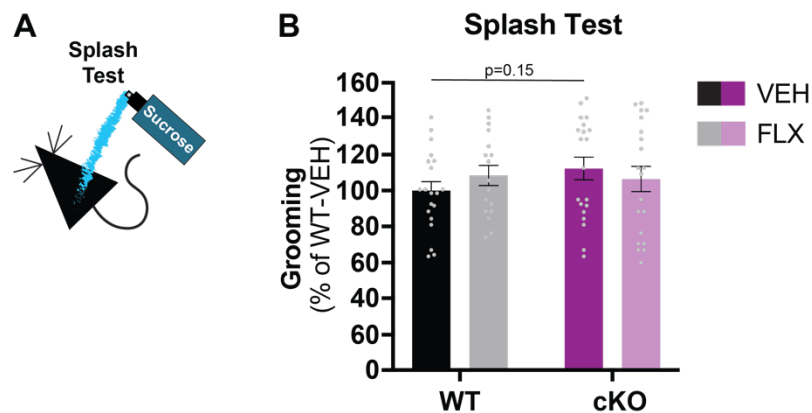 A
Splash
Test
Sucrose
B
Splash Test
p=0.15
160
140
120
100
80
60
40
60
0
Grooming
(% of WT-VEH)
WT
cKO
VEH
FLX